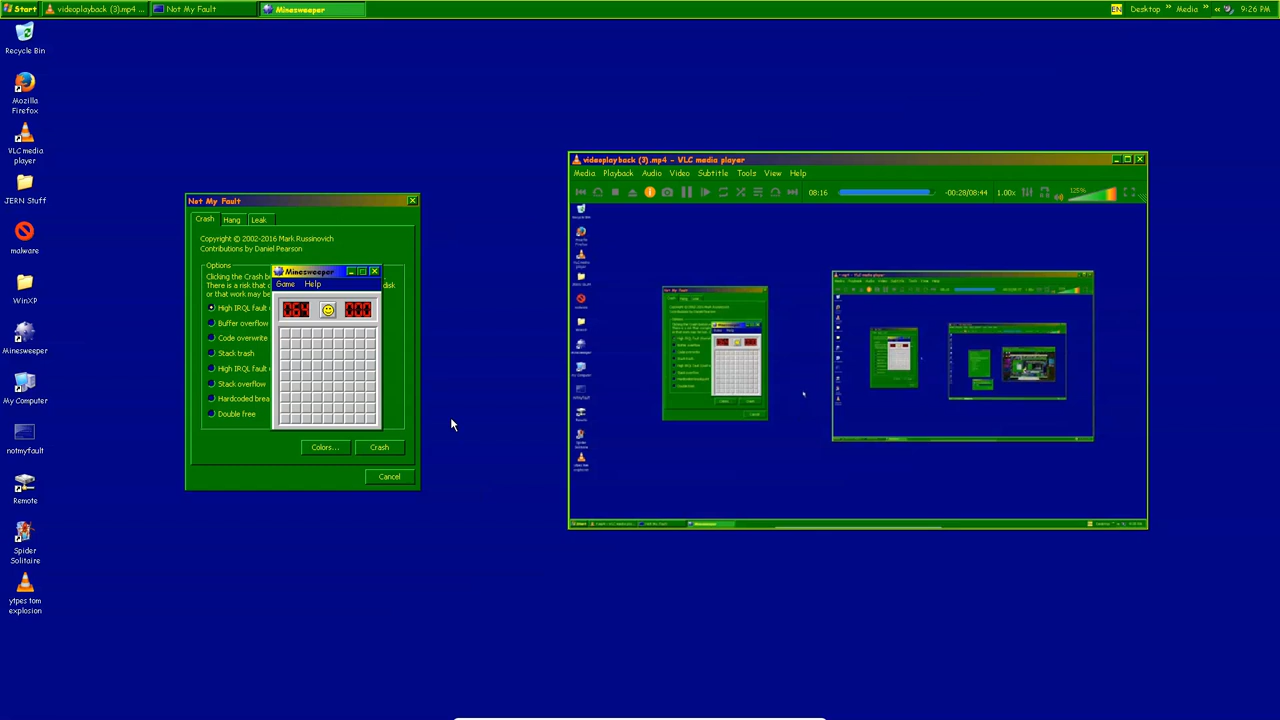 Start
videoplayback (3).mp4 ...
Not My Fault
Minesweeper
EN
Desktop
»
Media
»
«
9:26 PM
Recycle Bin
Mozilla
Firefox
VLC media
player
JERN Stuff
malware
WinXP
Minesweeper
My Computer
notmyfault
Remote
Spider
Solitaire
ytpes tom
explosion
Not My Fault
Crash
Hang
Leak
Copyright © 2002-2016 Mark Russinovich
Contributions by Daniel Pearson
Options
Clicking the Crash
There is a risk that
disk
or that work may be
High IRQL fault
Buffer overflow
Code overwrite
Stack trash
High IRQL fault
Stack overflow
Hardcoded brea
Double free
Colors...
Crash
Cancel
Minesweeper
Game
Help
064
000
videoplayback (3).mp4 - VLC media player
Media
Playback
Audio
Video
Subtitle
Tools
View
Help
08:16
-00:28/08:44
1.00x
125%